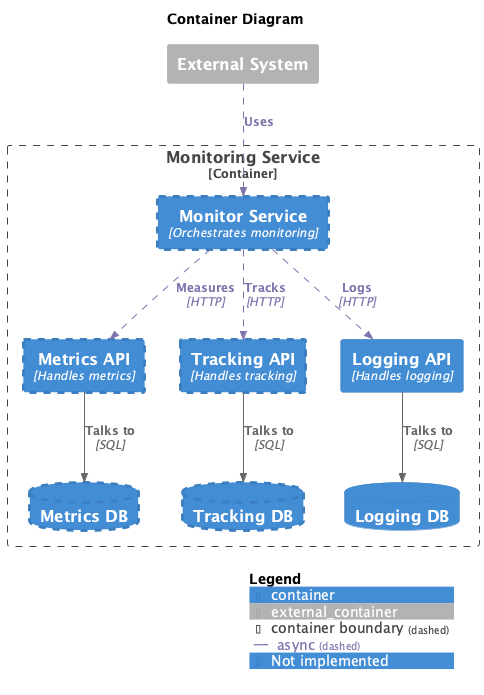 Container Diagram
External System
Uses
Monitoring Service
[Container]
Monitor Service
[Orchestrates monitoring]
Measures
[HTTP]
Tracks
[HTTP]
Logs
[HTTP]
Metrics API
[Handles metrics]
Tracking API
[Handles tracking]
Logging API
[Handles logging]
Talks to
[SQL]
Talks to
[SQL]
Talks to
[SQL]
Metrics DB
Tracking DB
Logging DB
Legend
container
external_container
container boundary (dashed)
async (dashed)
Not implemented